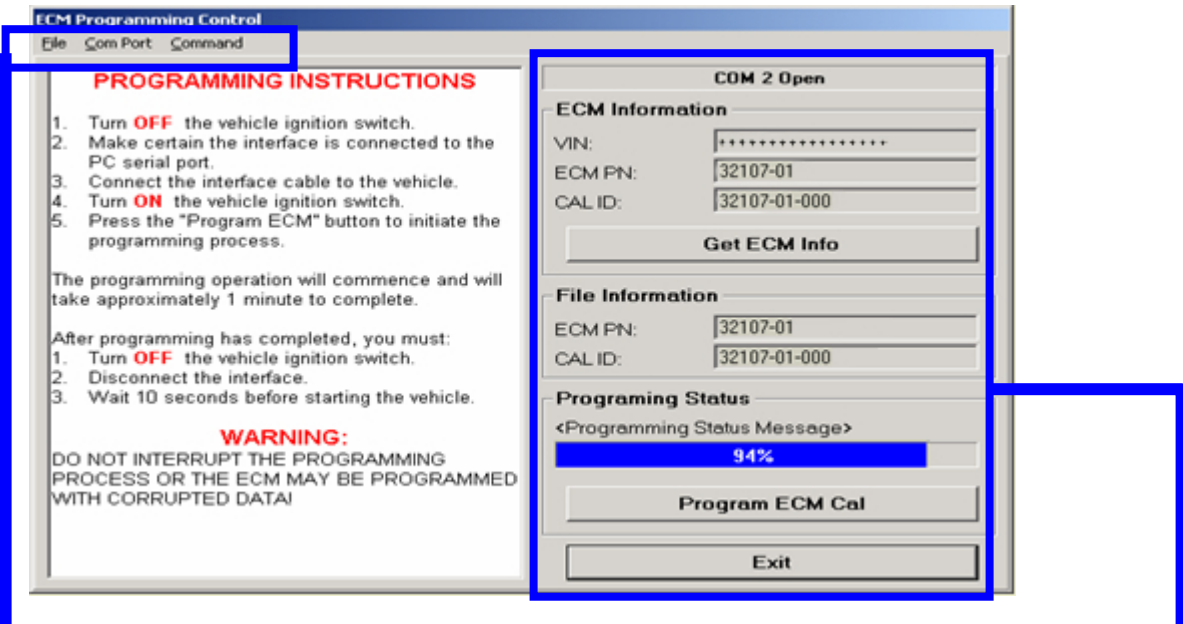 ECM Programming Control
File Com Port Command
PROGRAMMING INSTRUCTIONS
1. Turn OFF the vehicle ignition switch.
2. Make certain the interface is connected to the
PC serial port.
3. Connect the interface cable to the vehicle.
4. Turn ON the vehicle ignition switch.
5. Press the "Program ECM" button to initiate the
programming process.
The programming operation will commence and will
take approximately 1 minute to complete.
After programming has completed, you must:
1. Turn OFF the vehicle ignition switch.
2. Disconnect the interface.
3. Wait 10 seconds before starting the vehicle.
WARNING:
DO NOT INTERRUPT THE PROGRAMMING
PROCESS OR THE ECM MAY BE PROGRAMMED
WITH CORRUPTED DATA!
COM 2 Open
ECM Information
VIN: +++++++++++++++++
ECM PN: 32107-01
CAL ID: 32107-01-000
Get ECM Info
File Information
ECM PN: 32107-01
CAL ID: 32107-01-000
Programing Status
<Programming Status Message>
94%
Program ECM Cal
Exit